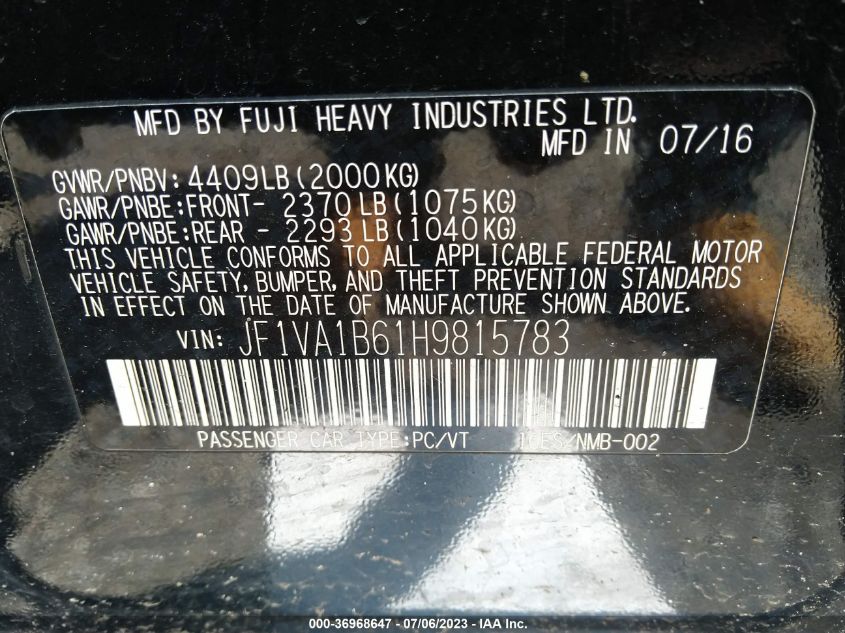 MFD BY FUJI HEAVY INDUSTRIES LTD.
MFD IN 07/16
GVWR/PNBV: 4409LB(2000KG)
GAWR/PNBE:FRONT- 2370LB(1075KG)
GAWR/PNBE:REAR - 2293LB(1040KG)
THIS VEHICLE CONFORMS TO ALL APPLICABLE FEDERAL MOTOR
VEHICLE SAFETY, BUMPER, AND THEFT PREVENTION STANDARDS
IN EFFECT ON THE DATE OF MANUFACTURE SHOWN ABOVE.
VIN: JF1VA1B61H9815783
PASSENGER CAR TYPE:PC/VT
000-36968647 - 07/06/2023 - IAA Inc.